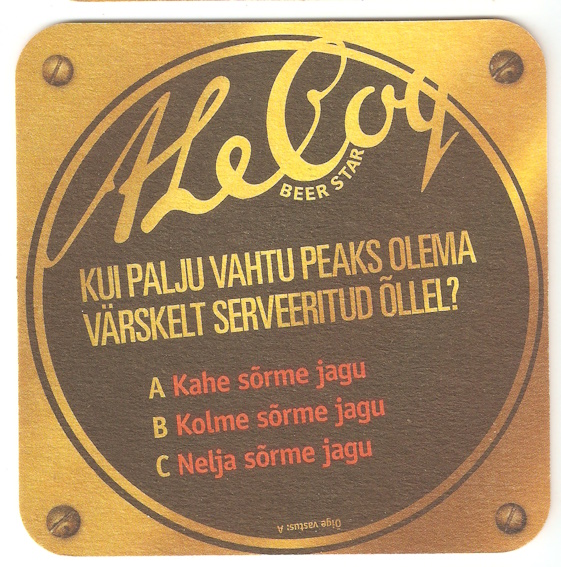 A Le Coq
BEER STAR
KUI PALJU VAHTU PEAKS OLEMA
VÄRSKELT SERVEERITUD ÕLLEL?
A Kahe sõrme jagu
B Kolme sõrme jagu
C Nelja sõrme jagu
Õige vastus: A